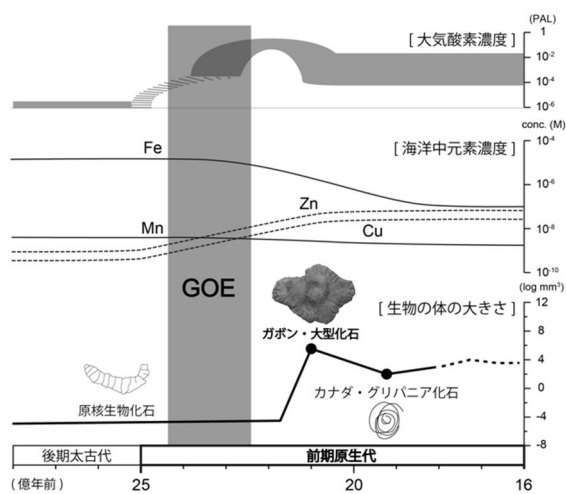 (PAL)
[ 大気酸素濃度 ]
1
10-2
10-4
10-6
conc. (M)
[ 海洋中元素濃度 ]
10-4
10-6
10-8
10-10
Fe
Zn
Mn
Cu
GOE
(log mm3)
[ 生物の体の大きさ ]
12
8
4
0
-4
-8
ガボン・大型化石
カナダ・グリパニア化石
原核生物化石
後期太古代
前期原生代
( 億年前 )
25
20
16